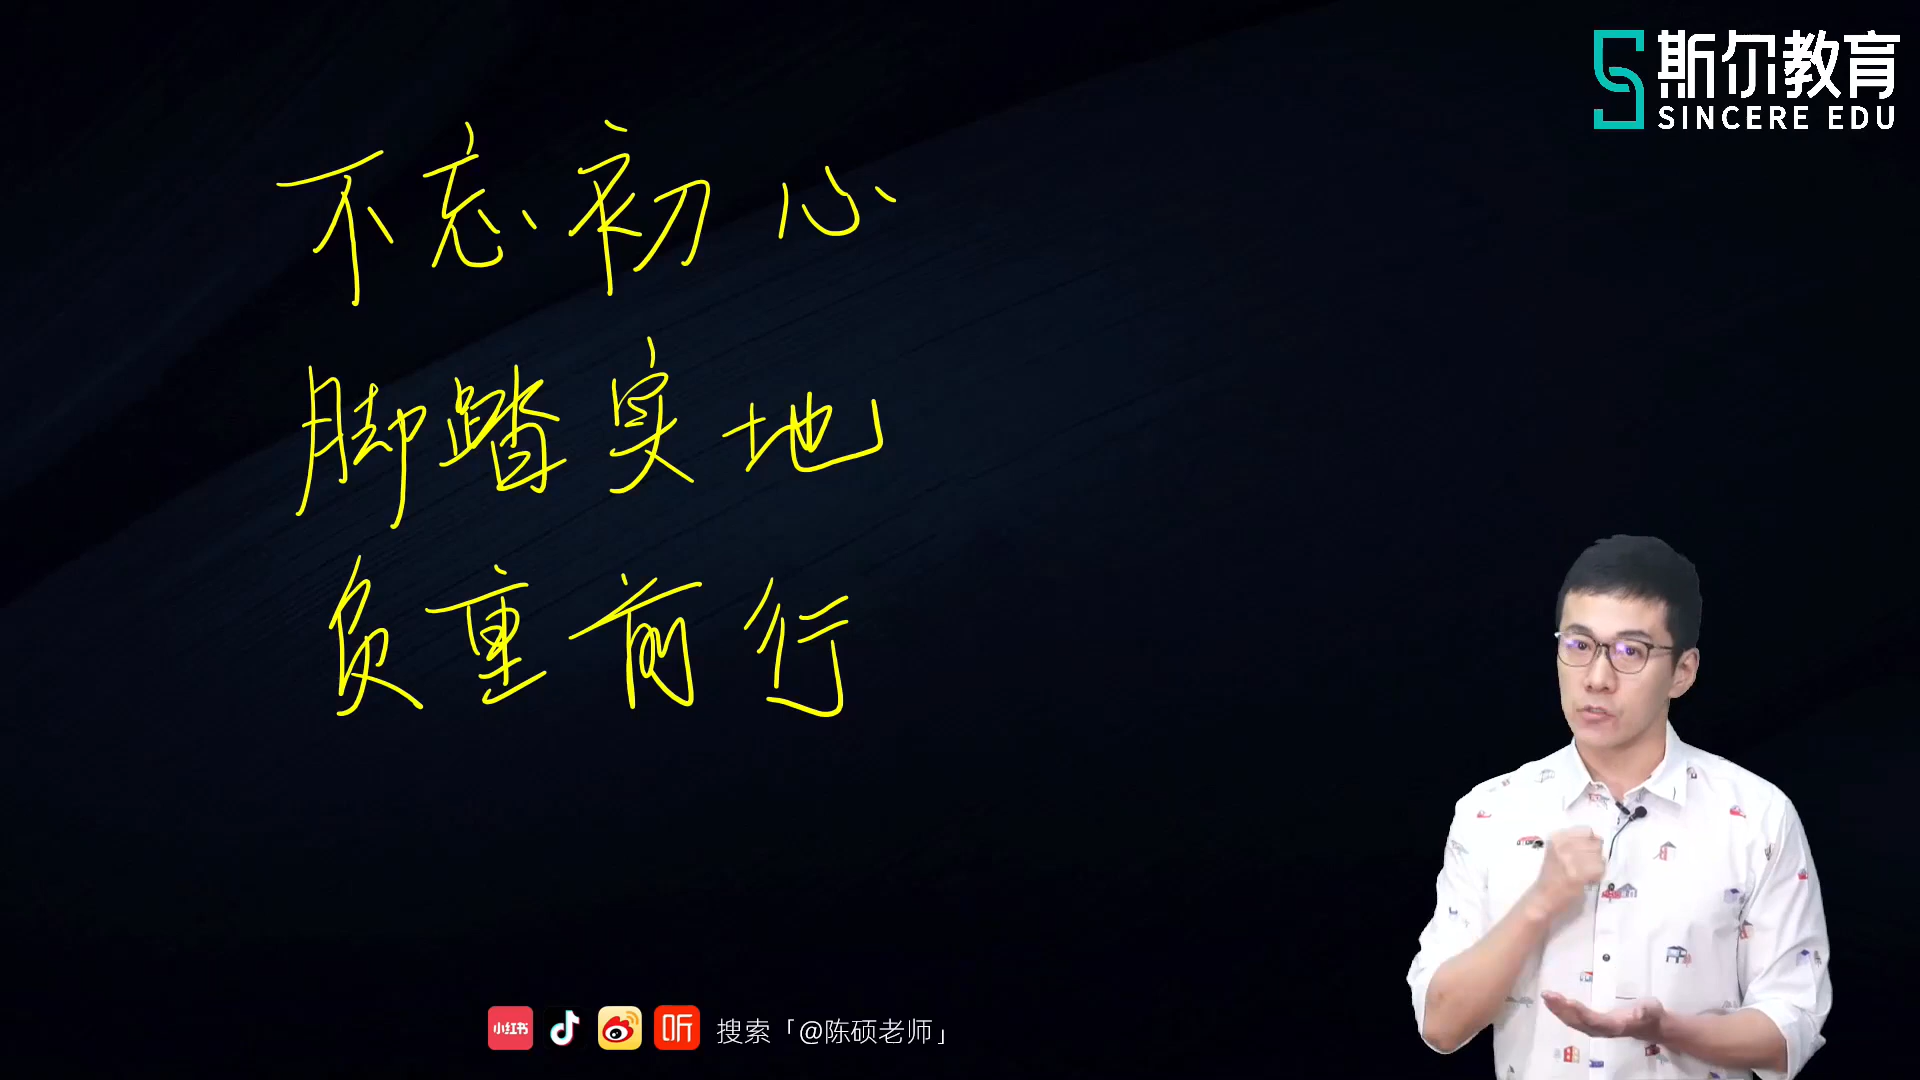 斯尔教育
SINCERE EDU
不忘初心
脚踏实地
负重前行
小红书 听 搜索「@陈硕老师」